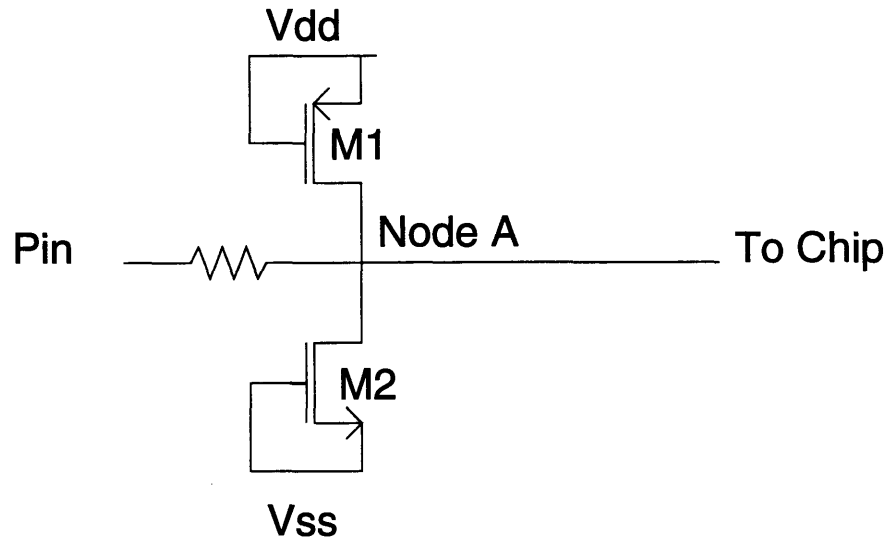 Vdd
M1
Pin
Node A
To Chip
M2
Vss